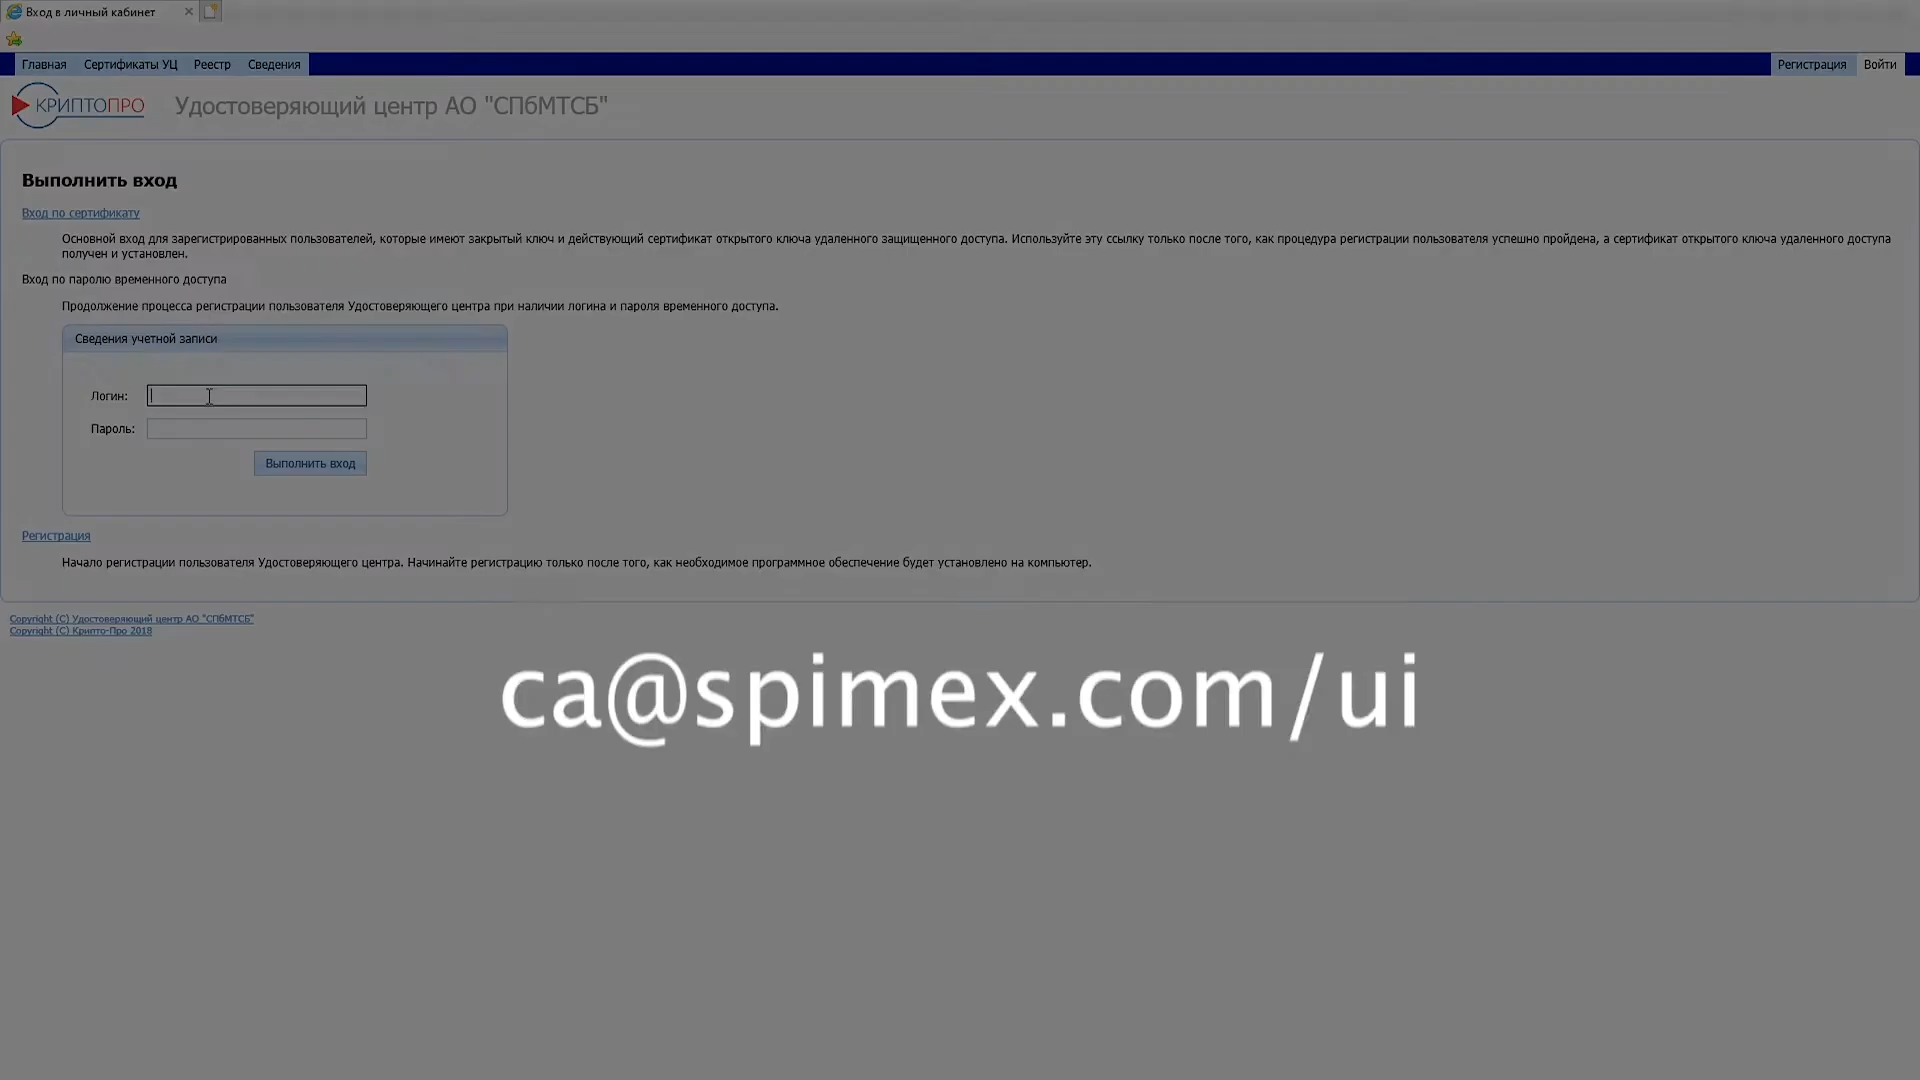 Вход в личный кабинет
Главная Сертификаты УЦ Реестр Сведения Регистрация Войти
КРИПТОПРО Удостоверяющий центр АО "СПбМТСБ"
Выполнить вход
Вход по сертификату
Основной вход для зарегистрированных пользователей, которые имеют закрытый ключ и действующий сертификат открытого ключа удаленного защищенного доступа. Используйте эту ссылку только после того, как процедура регистрации пользователя успешно пройдена, а сертификат открытого ключа удаленного доступа
получен и установлен.
Вход по паролю временного доступа
Продолжение процесса регистрации пользователя Удостоверяющего центра при наличии логина и пароля временного доступа.
Сведения учетной записи
Логин:
Пароль:
Выполнить вход
Регистрация
Начало регистрации пользователя Удостоверяющего центра. Начинайте регистрацию только после того, как необходимое программное обеспечение будет установлено на компьютер.
Copyright (C) Удостоверяющий центр АО "СПбМТСБ"
Copyright (C) Крипто-Про 2018
ca@spimex.com/ui